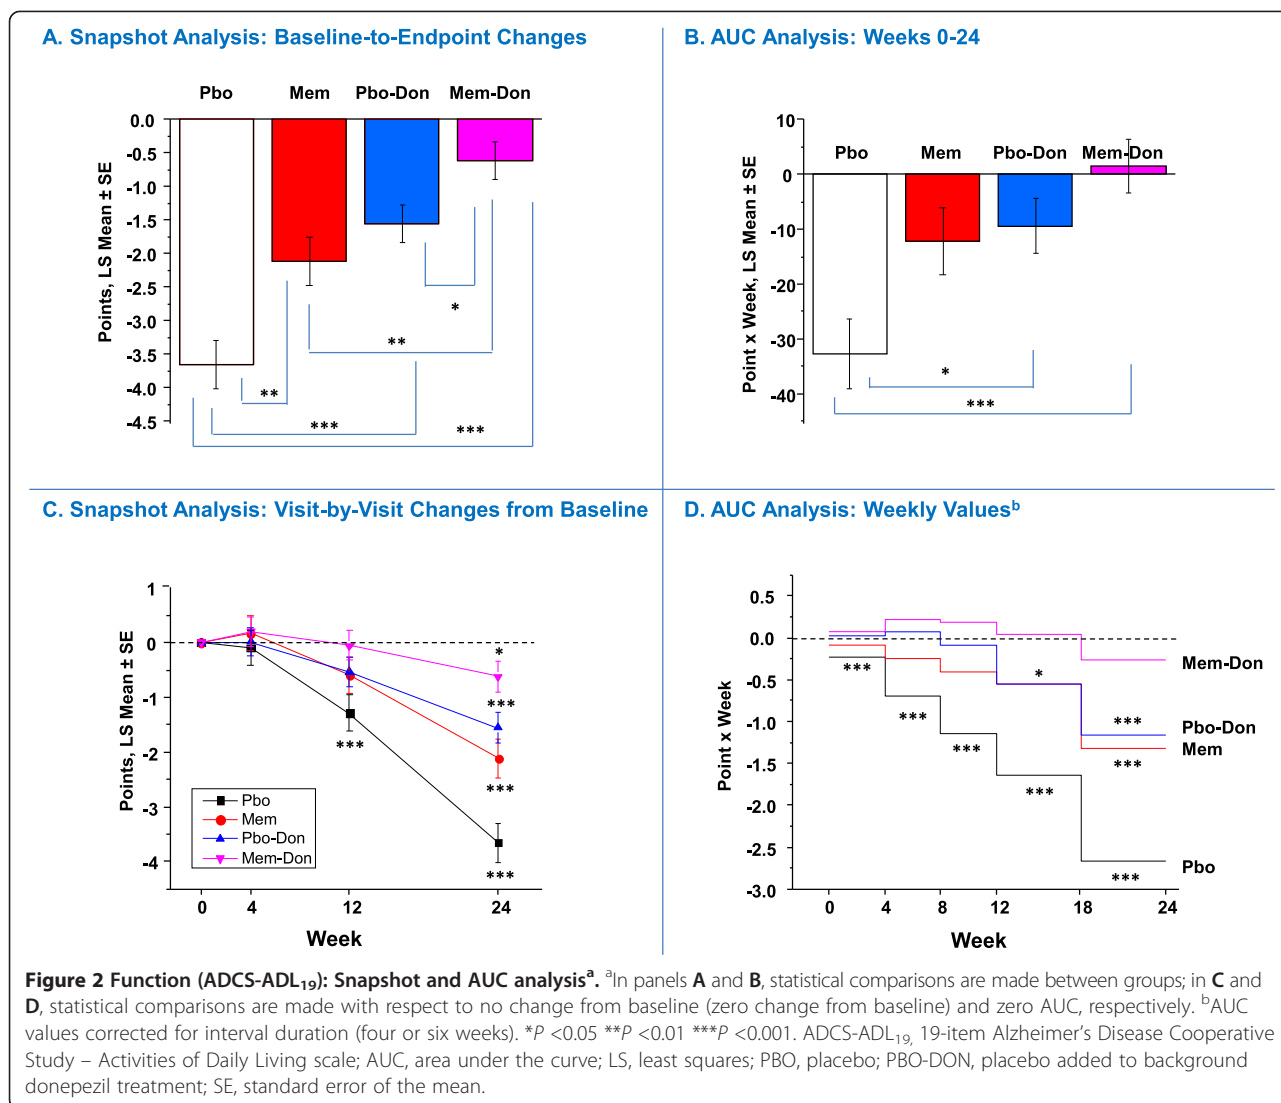 A. Snapshot Analysis: Baseline-to-Endpoint Changes
Pbo Mem Pbo-Don Mem-Don
Points, LS Mean ± SE
0.0
-0.5
-1.0
-1.5
-2.0
-2.5
-3.0
-3.5
-4.0
-4.5
*
**
**
***
***
B. AUC Analysis: Weeks 0-24
Point x Week, LS Mean ± SE
10
0
-10
-20
-30
-40
Pbo Mem Pbo-Don Mem-Don
*
***
C. Snapshot Analysis: Visit-by-Visit Changes from Baseline
Points, LS Mean ± SE
1
0
-1
-2
-3
-4
*
***
***
***
***
Pbo
Mem
Pbo-Don
Mem-Don
0 4 12 24
Week
D. AUC Analysis: Weekly Valuesᵇ
Point x Week
0.5
0.0
-0.5
-1.0
-1.5
-2.0
-2.5
-3.0
***
*
***
***
***
***
***
***
Mem-Don
Pbo-Don
Mem
Pbo
0 4 8 12 18 24
Week
Figure 2 Function (ADCS-ADL₁₉): Snapshot and AUC analysisᵃ. ᵃIn panels A and B, statistical comparisons are made between groups; in C and
D, statistical comparisons are made with respect to no change from baseline (zero change from baseline) and zero AUC, respectively. ᵇAUC
values corrected for interval duration (four or six weeks). *P <0.05 **P <0.01 ***P <0.001. ADCS-ADL₁₉, 19-item Alzheimer’s Disease Cooperative
Study – Activities of Daily Living scale; AUC, area under the curve; LS, least squares; PBO, placebo; PBO-DON, placebo added to background
donepezil treatment; SE, standard error of the mean.